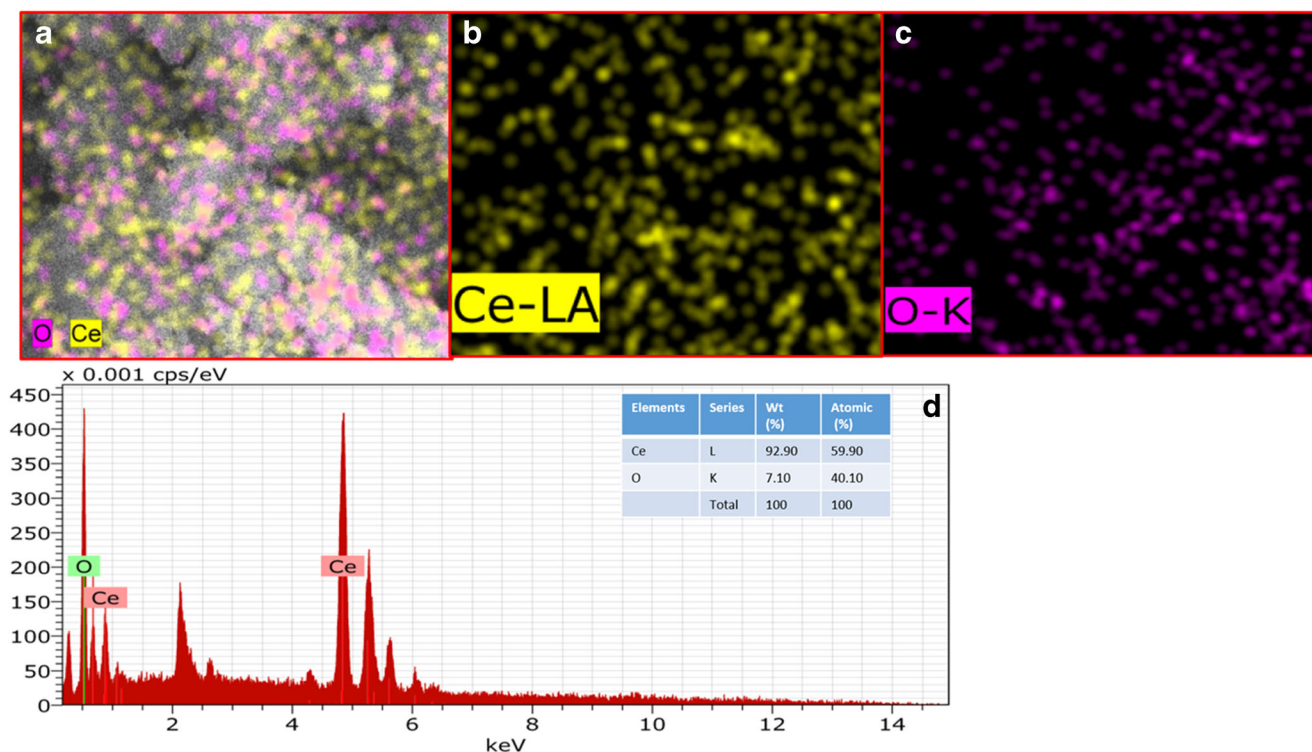 a
b
c
O Ce
Ce-LA
O-K
x 0.001 cps/eV
d
450
400
350
300
250
200
150
100
50
0
Elements Series Wt (%) Atomic (%)
Ce L 92.90 59.90
O K 7.10 40.10
Total 100 100
O
Ce
Ce
2 4 6 8 10 12 14
keV